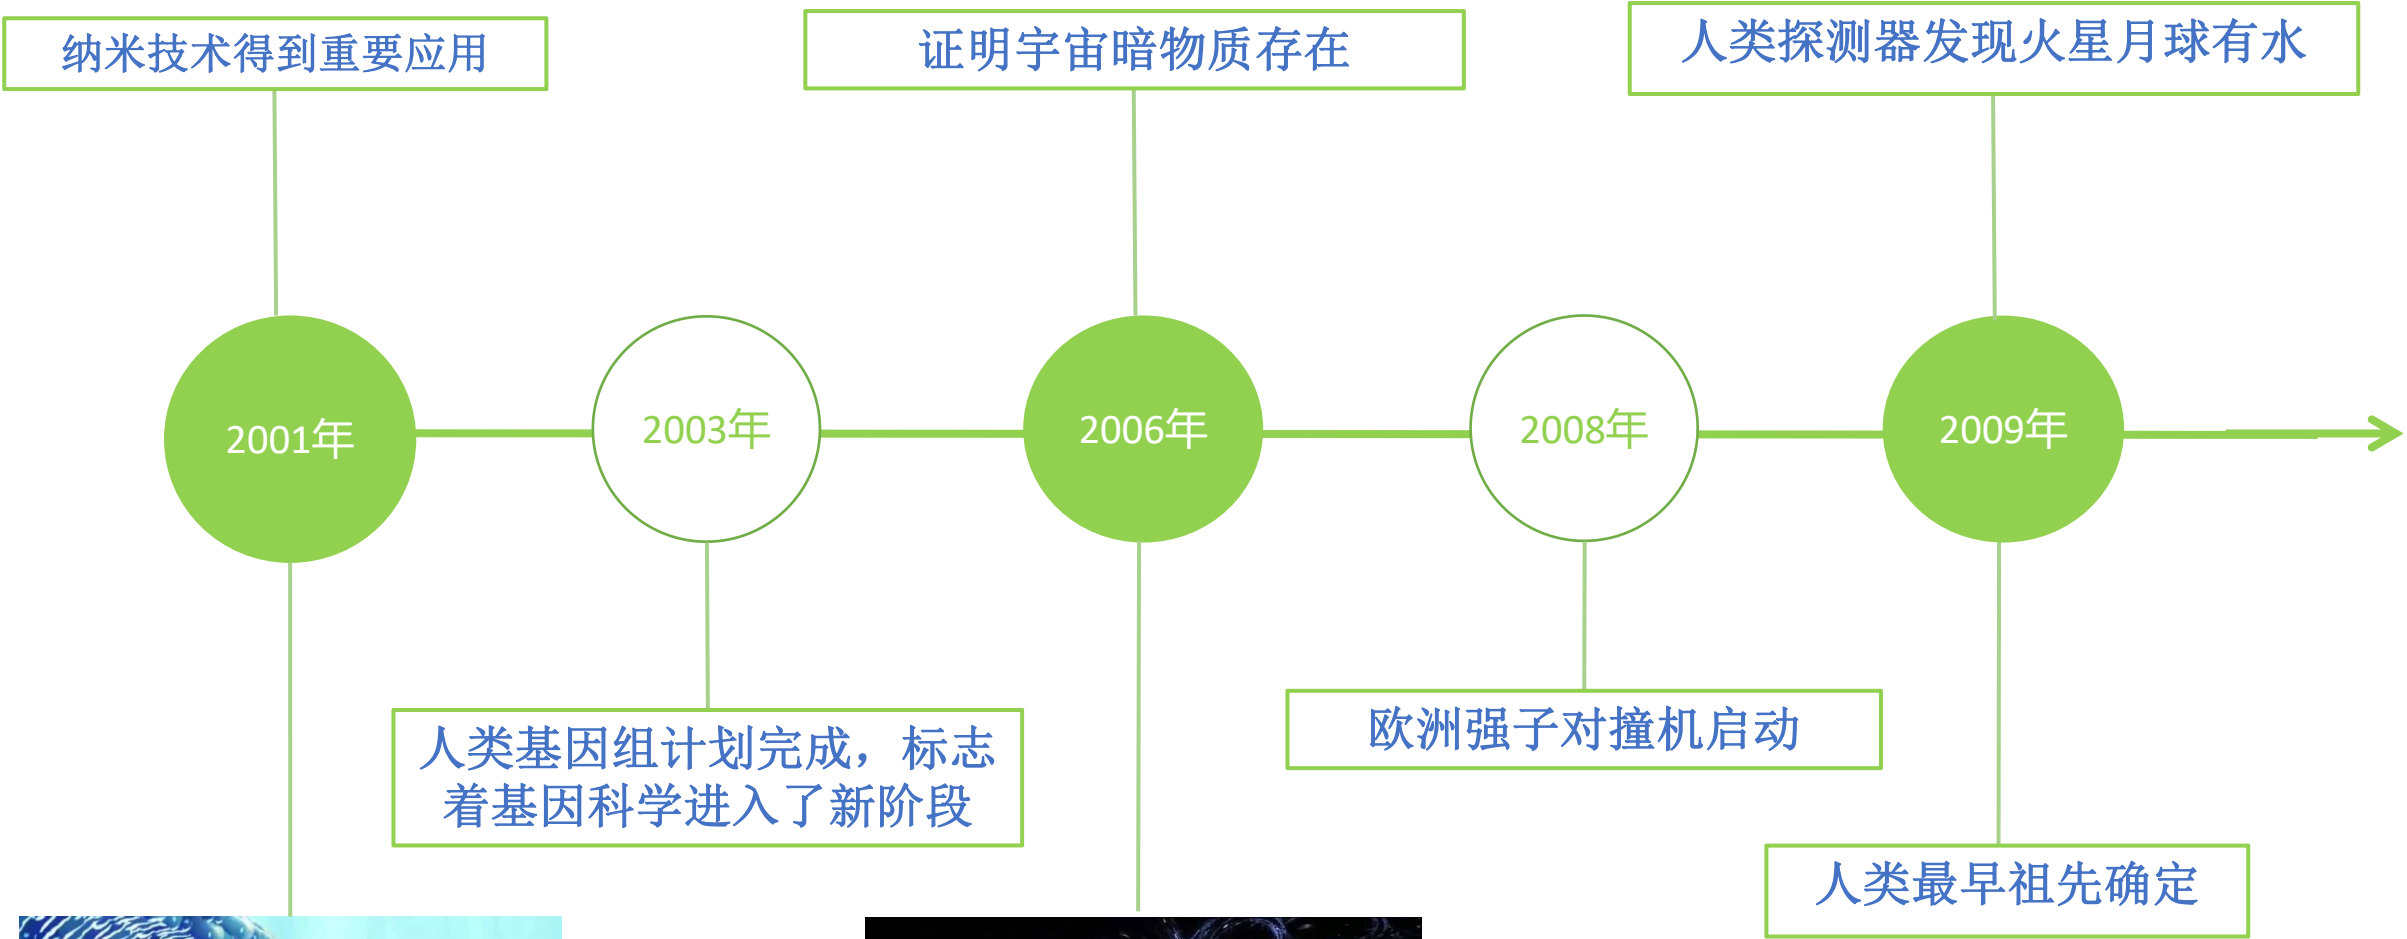 纳米技术得到重要应用
证明宇宙暗物质存在
人类探测器发现火星月球有水
2001年
2003年
2006年
2008年
2009年
人类基因组计划完成，标志
着基因科学进入了新阶段
欧洲强子对撞机启动
人类最早祖先确定